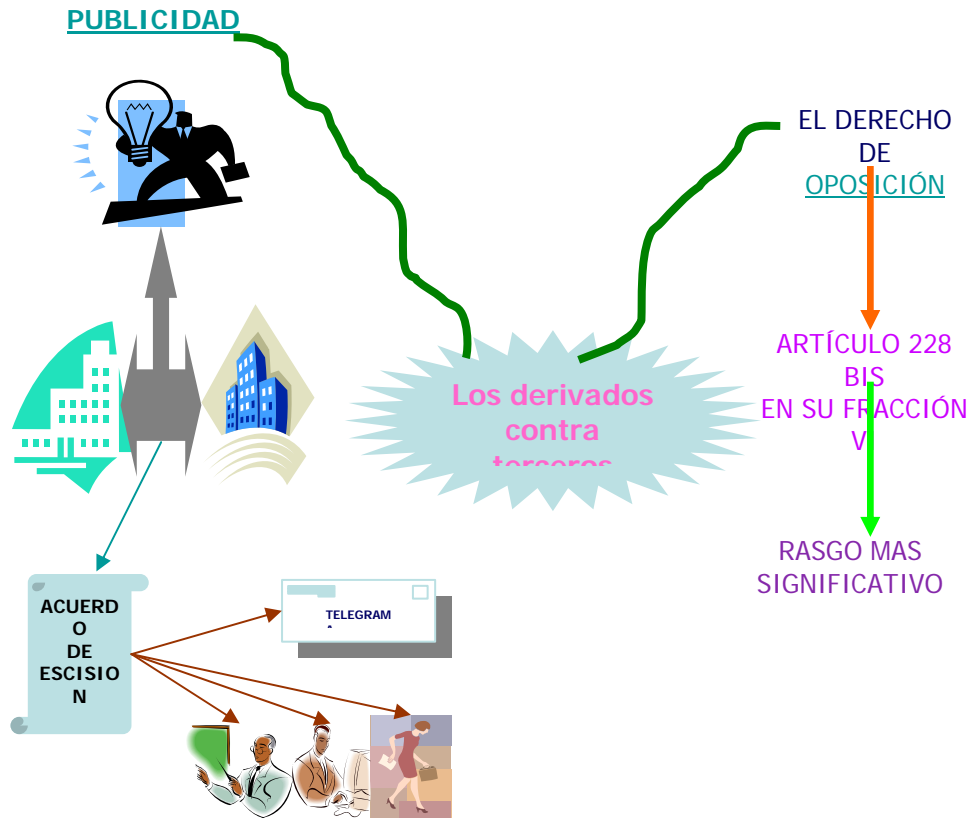 PUBLICIDAD
EL DERECHO
DE
OPOSICIÓN
ARTÍCULO 228
BIS
EN SU FRACCIÓN
Los derivados
contra
terceros
RASGO MAS
SIGNIFICATIVO
ACUERD
O
DE
ESCISIO
N
TELEGRAM